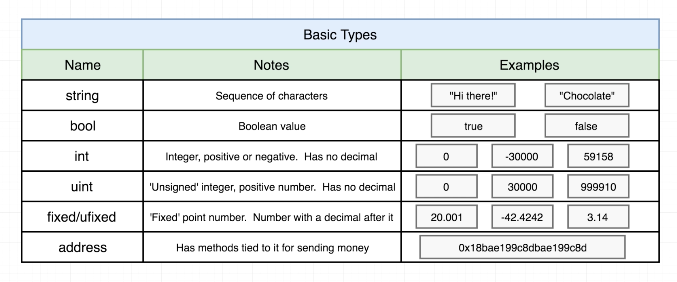 Basic Types
Name Notes Examples
string Sequence of characters "Hi there!" "Chocolate"
bool Boolean value true false
int Integer, positive or negative. Has no decimal 0 -30000 59158
uint 'Unsigned' integer, positive number. Has no decimal 0 30000 999910
fixed/ufixed 'Fixed' point number. Number with a decimal after it 20.001 -42.4242 3.14
address Has methods tied to it for sending money 0x18bae199c8dbae199c8d